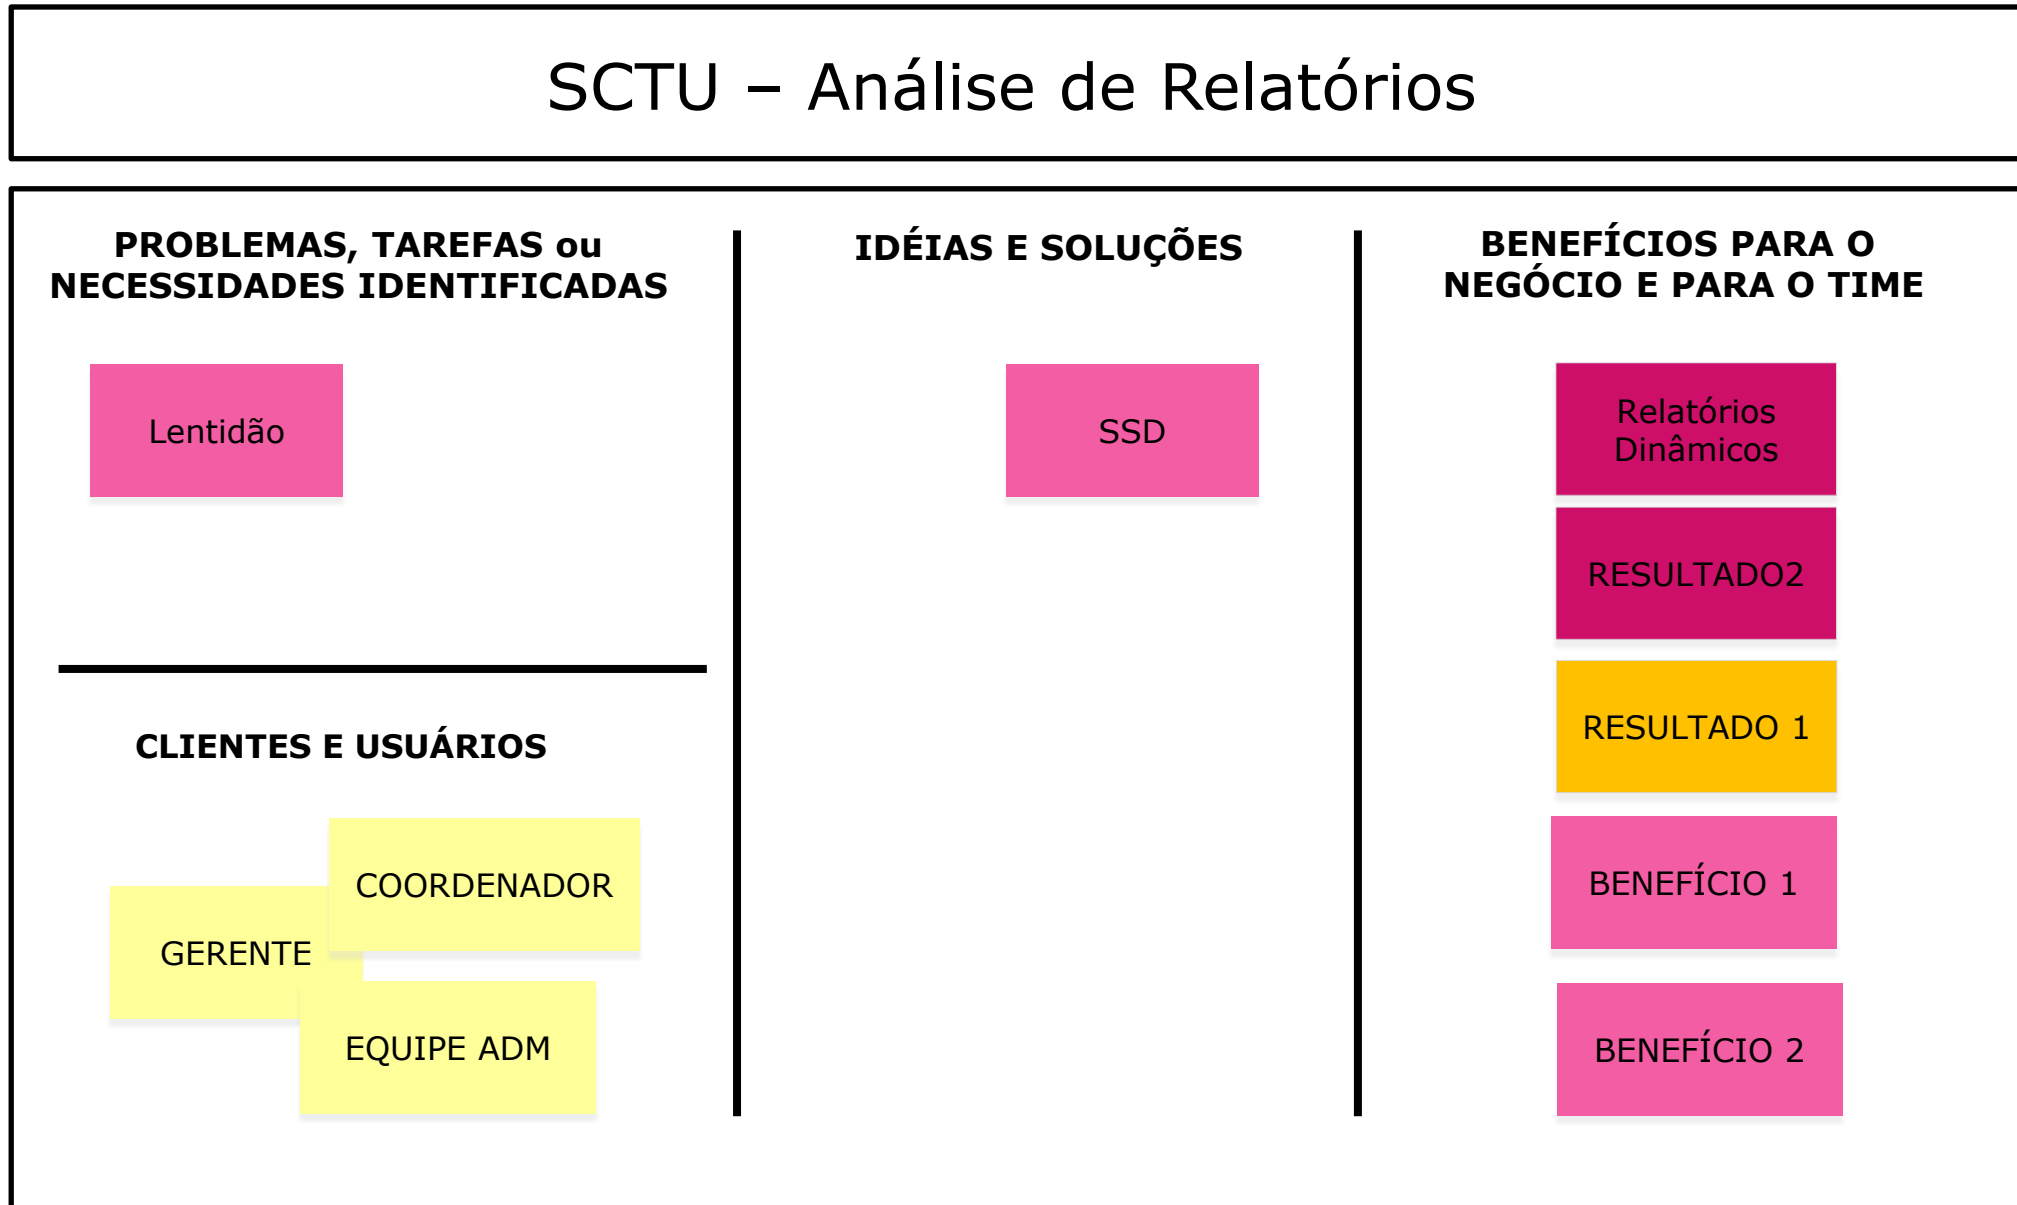 SCTU – Análise de Relatórios
PROBLEMAS, TAREFAS ou
NECESSIDADES IDENTIFICADAS
Lentidão
CLIENTES E USUÁRIOS
COORDENADOR
GERENTE
EQUIPE ADM
IDÉIAS E SOLUÇÕES
SSD
BENEFÍCIOS PARA O
NEGÓCIO E PARA O TIME
Relatórios
Dinâmicos
RESULTADO2
RESULTADO 1
BENEFÍCIO 1
BENEFÍCIO 2